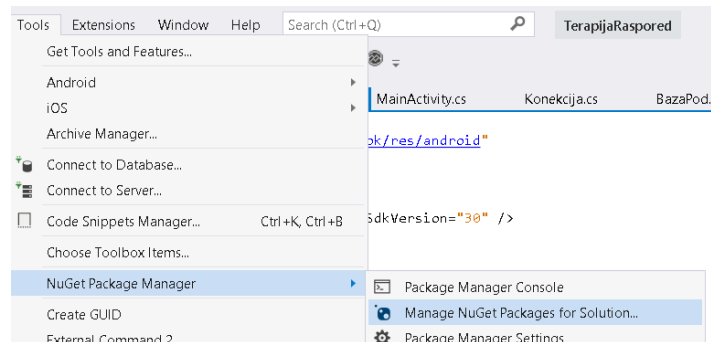 Tools Extensions Window Help Search (Ctrl+Q) TerapijaRaspored
Get Tools and Features...
Android
iOS
MainActivity.cs Konekcija.cs BazaPod.
Archive Manager...
ok/res/android"
Connect to Database...
Connect to Server...
Code Snippets Manager... Ctrl+K, Ctrl+B
SdkVersion="30" />
Choose Toolbox Items...
NuGet Package Manager
Package Manager Console
Create GUID
Manage NuGet Packages for Solution...
External Command 2
Package Manager Settings